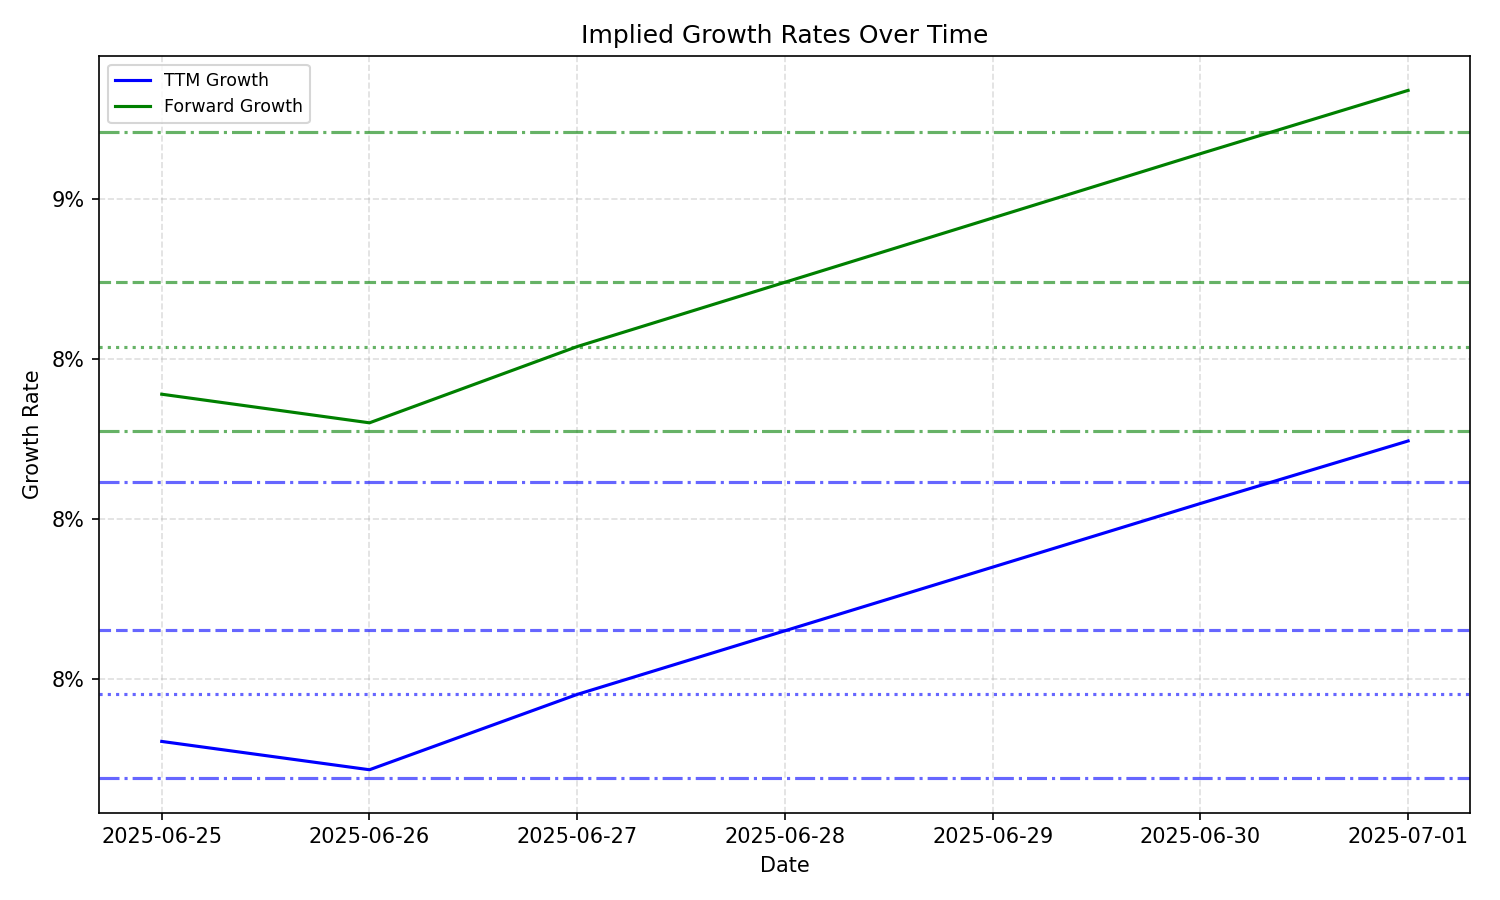 Implied Growth Rates Over Time
TTM Growth
Forward Growth
9%
8%
8%
8%
Growth Rate
2025-06-25
2025-06-26
2025-06-27
2025-06-28
2025-06-29
2025-06-30
2025-07-01
Date